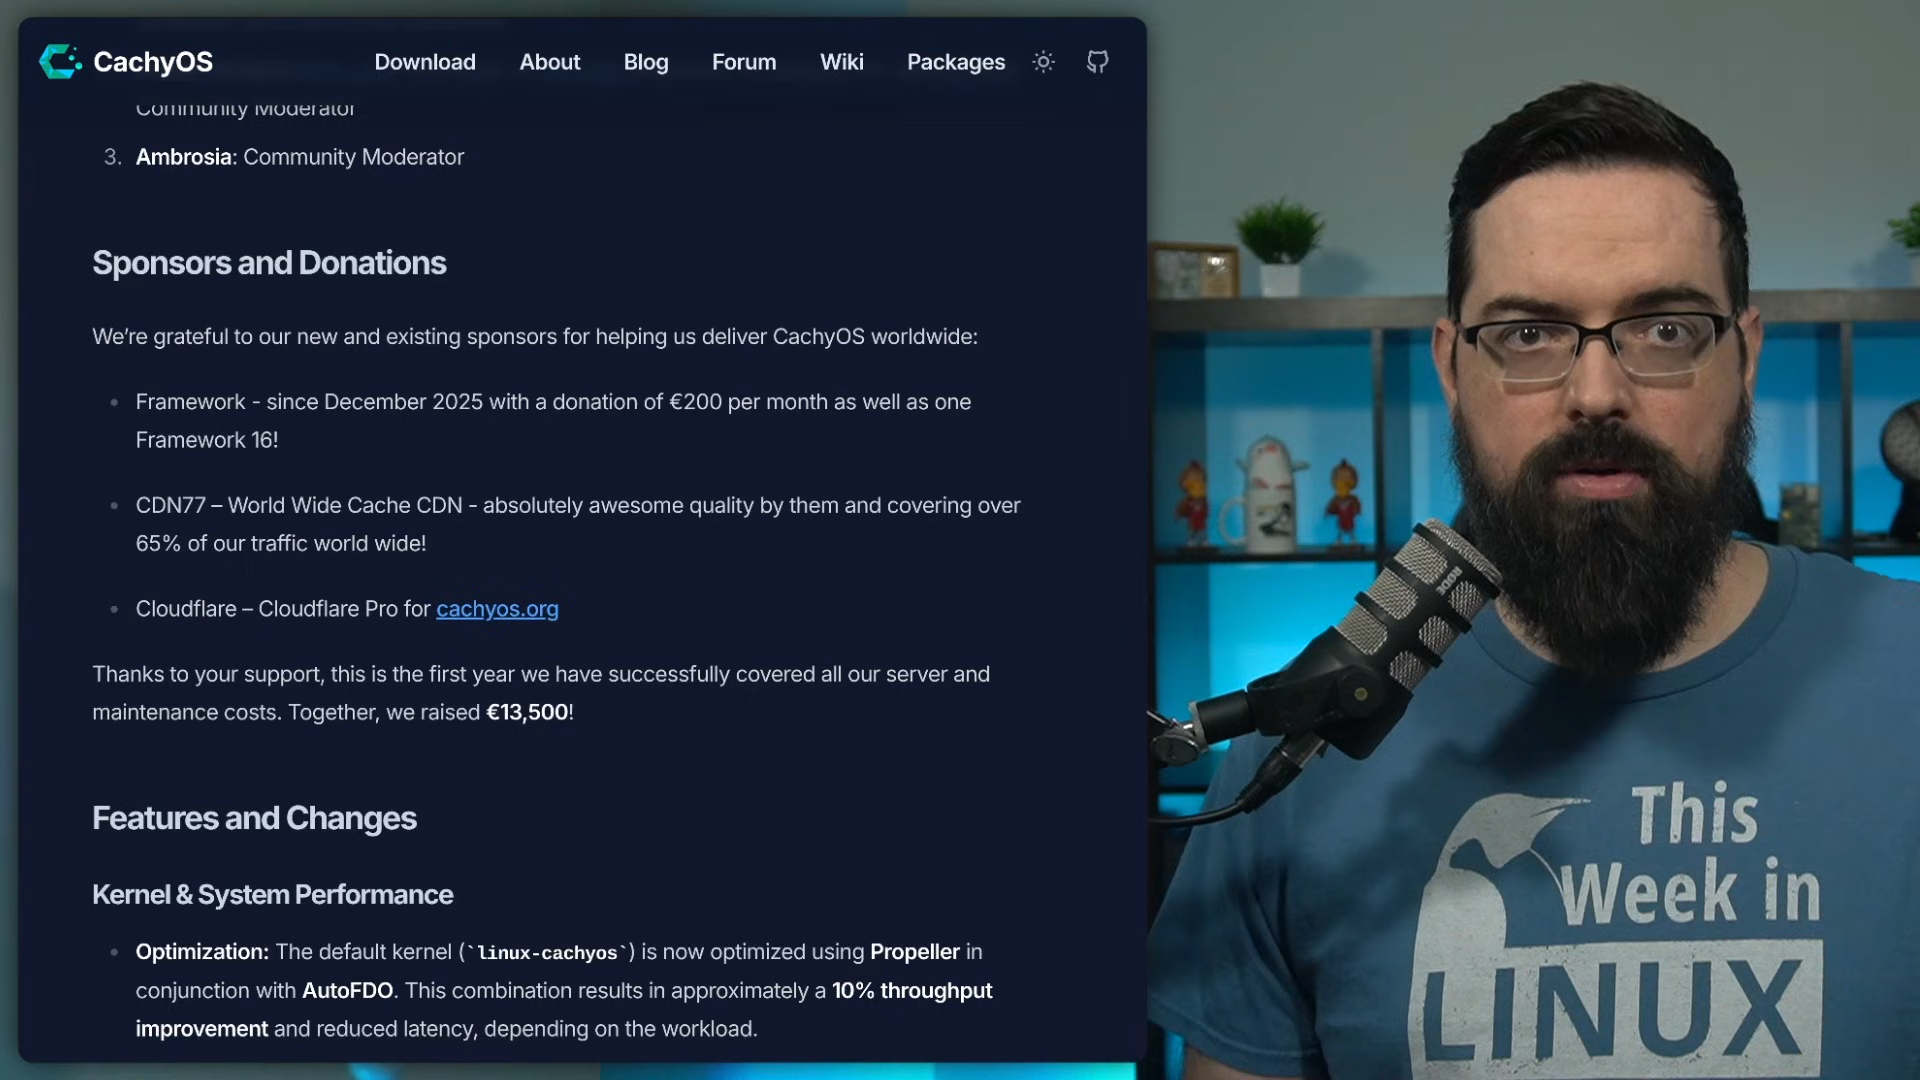 CachyOS
Download About Blog Forum Wiki Packages
Community Moderator
3. Ambrosia: Community Moderator
Sponsors and Donations
We’re grateful to our new and existing sponsors for helping us deliver CachyOS worldwide:
• Framework - since December 2025 with a donation of €200 per month as well as one
Framework 16!
• CDN77 – World Wide Cache CDN - absolutely awesome quality by them and covering over
65% of our traffic world wide!
• Cloudflare – Cloudflare Pro for cachyos.org
Thanks to your support, this is the first year we have successfully covered all our server and
maintenance costs. Together, we raised €13,500!
Features and Changes
Kernel & System Performance
• Optimization: The default kernel (`linux-cachyos`) is now optimized using Propeller in
conjunction with AutoFDO. This combination results in approximately a 10% throughput
improvement and reduced latency, depending on the workload.
RODE
This
Week in
LINUX